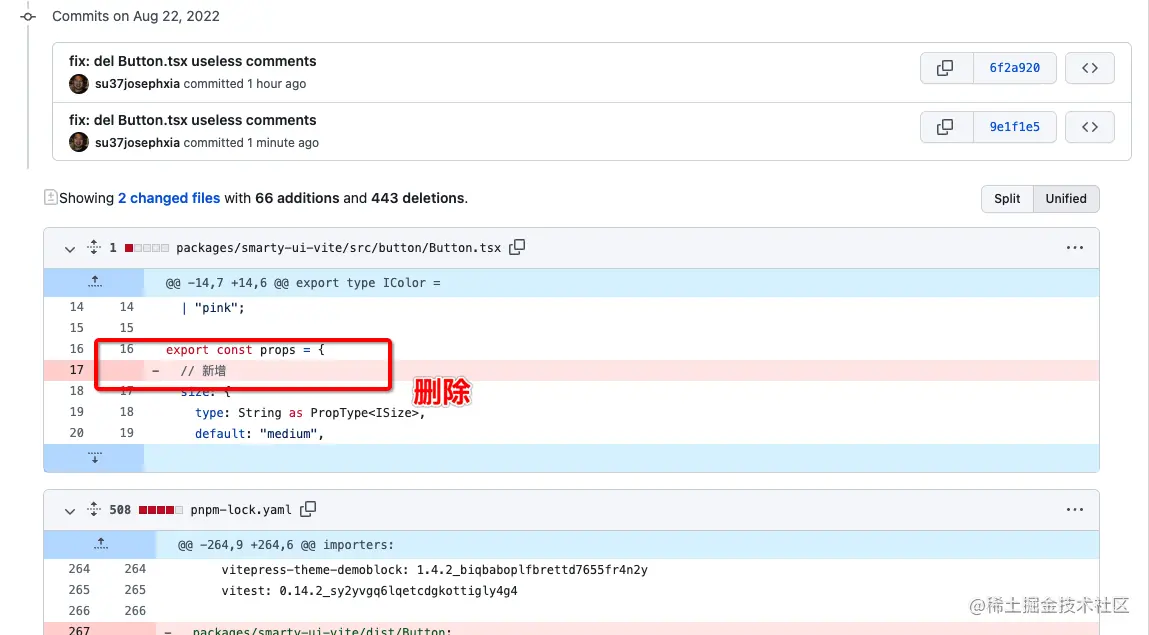 Commits on Aug 22, 2022
fix: del Button.tsx useless comments
su37josephxia committed 1 hour ago
6f2a920
fix: del Button.tsx useless comments
su37josephxia committed 1 minute ago
9e1f1e5
Showing 2 changed files with 66 additions and 443 deletions.
Split Unified
1 packages/smarty-ui-vite/src/button/Button.tsx
@@ -14,7 +14,6 @@ export type IColor =
14 14 | "pink";
15 15
16 16 export const props = {
17 - // 新增
18 17 size: {
19 18 type: String as PropType<ISize>,
20 19 default: "medium",
删除
508 pnpm-lock.yaml
@@ -264,9 +264,6 @@ importers:
264 264 vitepress-theme-demoblock: 1.4.2_biqbaboplfbrettd7655fr4n2y
265 265 vitest: 0.14.2_sy2yvgq6lqetcdgkottigly4g4
266 266
267 - packages/smarty-ui-vite/dist/Button:
@稀土掘金技术社区